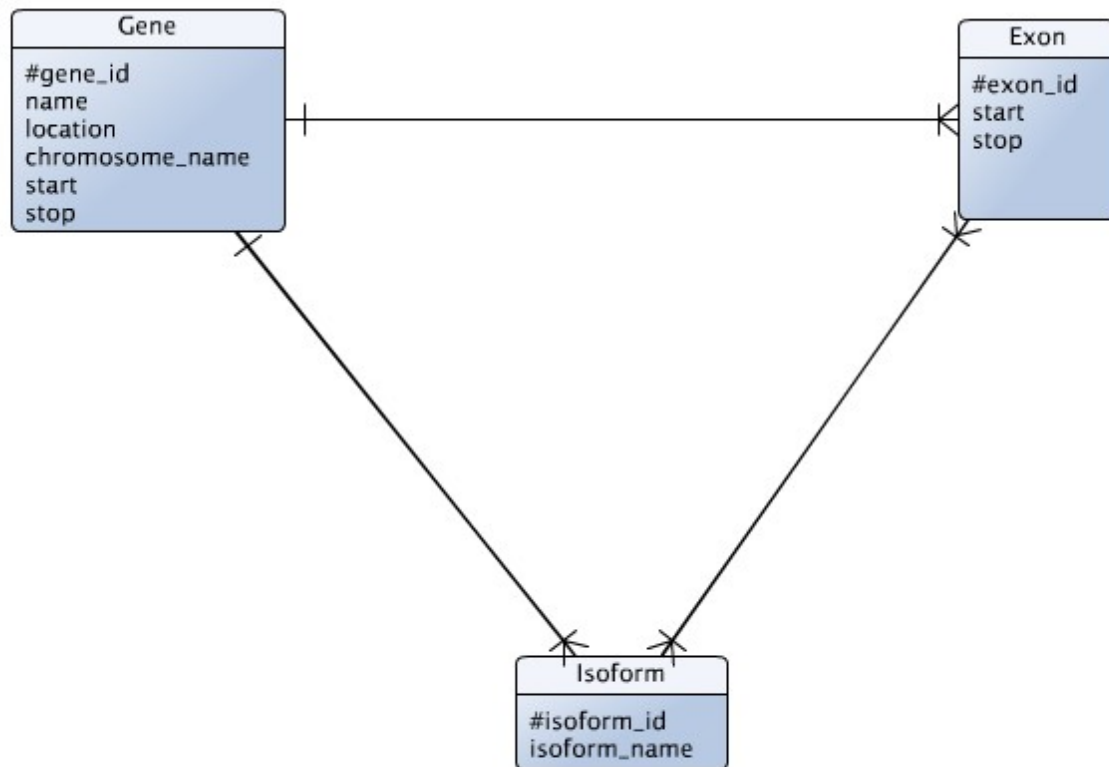 Gene
#gene_id
name
location
chromosome_name
start
stop
Exon
#exon_id
start
stop
Isoform
#isoform_id
isoform_name